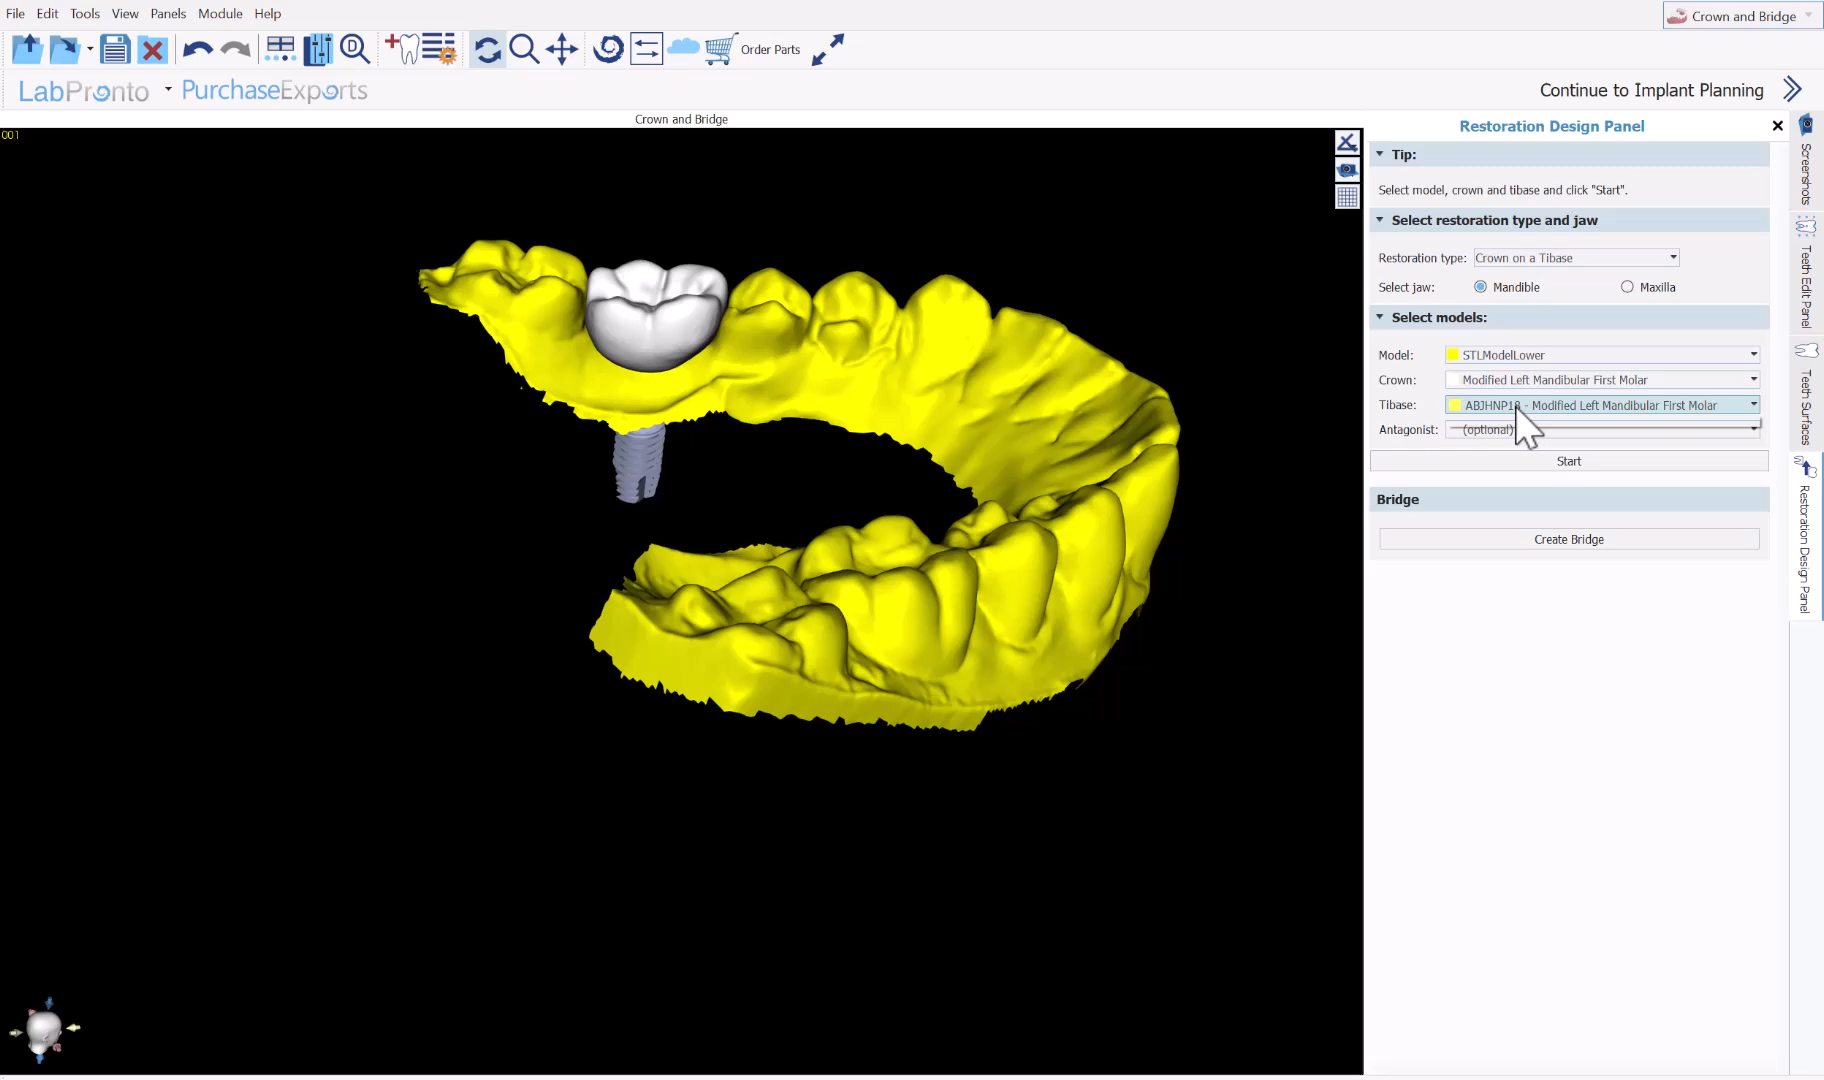 File Edit Tools View Panels Module Help
Crown and Bridge
Order Parts
LabPronto PurchaseExports
Continue to Implant Planning
Crown and Bridge
001
Restoration Design Panel
Tip:
Select model, crown and tibase and click "Start".
Select restoration type and jaw
Restoration type: Crown on a Tibase
Select jaw: Mandible Maxilla
Select models:
Model: STLModelLower
Crown: Modified Left Mandibular First Molar
Tibase: ABJHNP18 - Modified Left Mandibular First Molar
Antagonist: (optional)
Start
Bridge
Create Bridge
Screenshots
Teeth Edit Panel
Teeth Surfaces
Restoration Design Panel